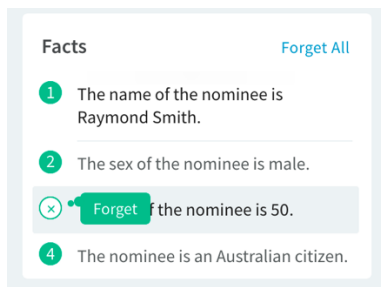 Facts Forget All
1 The name of the nominee is
Raymond Smith.
2 The sex of the nominee is male.
Forget f the nominee is 50.
4 The nominee is an Australian citizen.